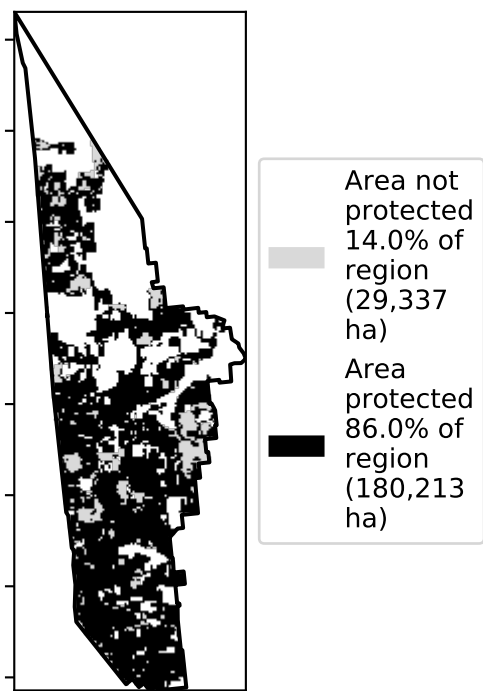 Area not
protected
14.0% of
region
(29,337
ha)
Area
protected
86.0% of
region
(180,213
ha)